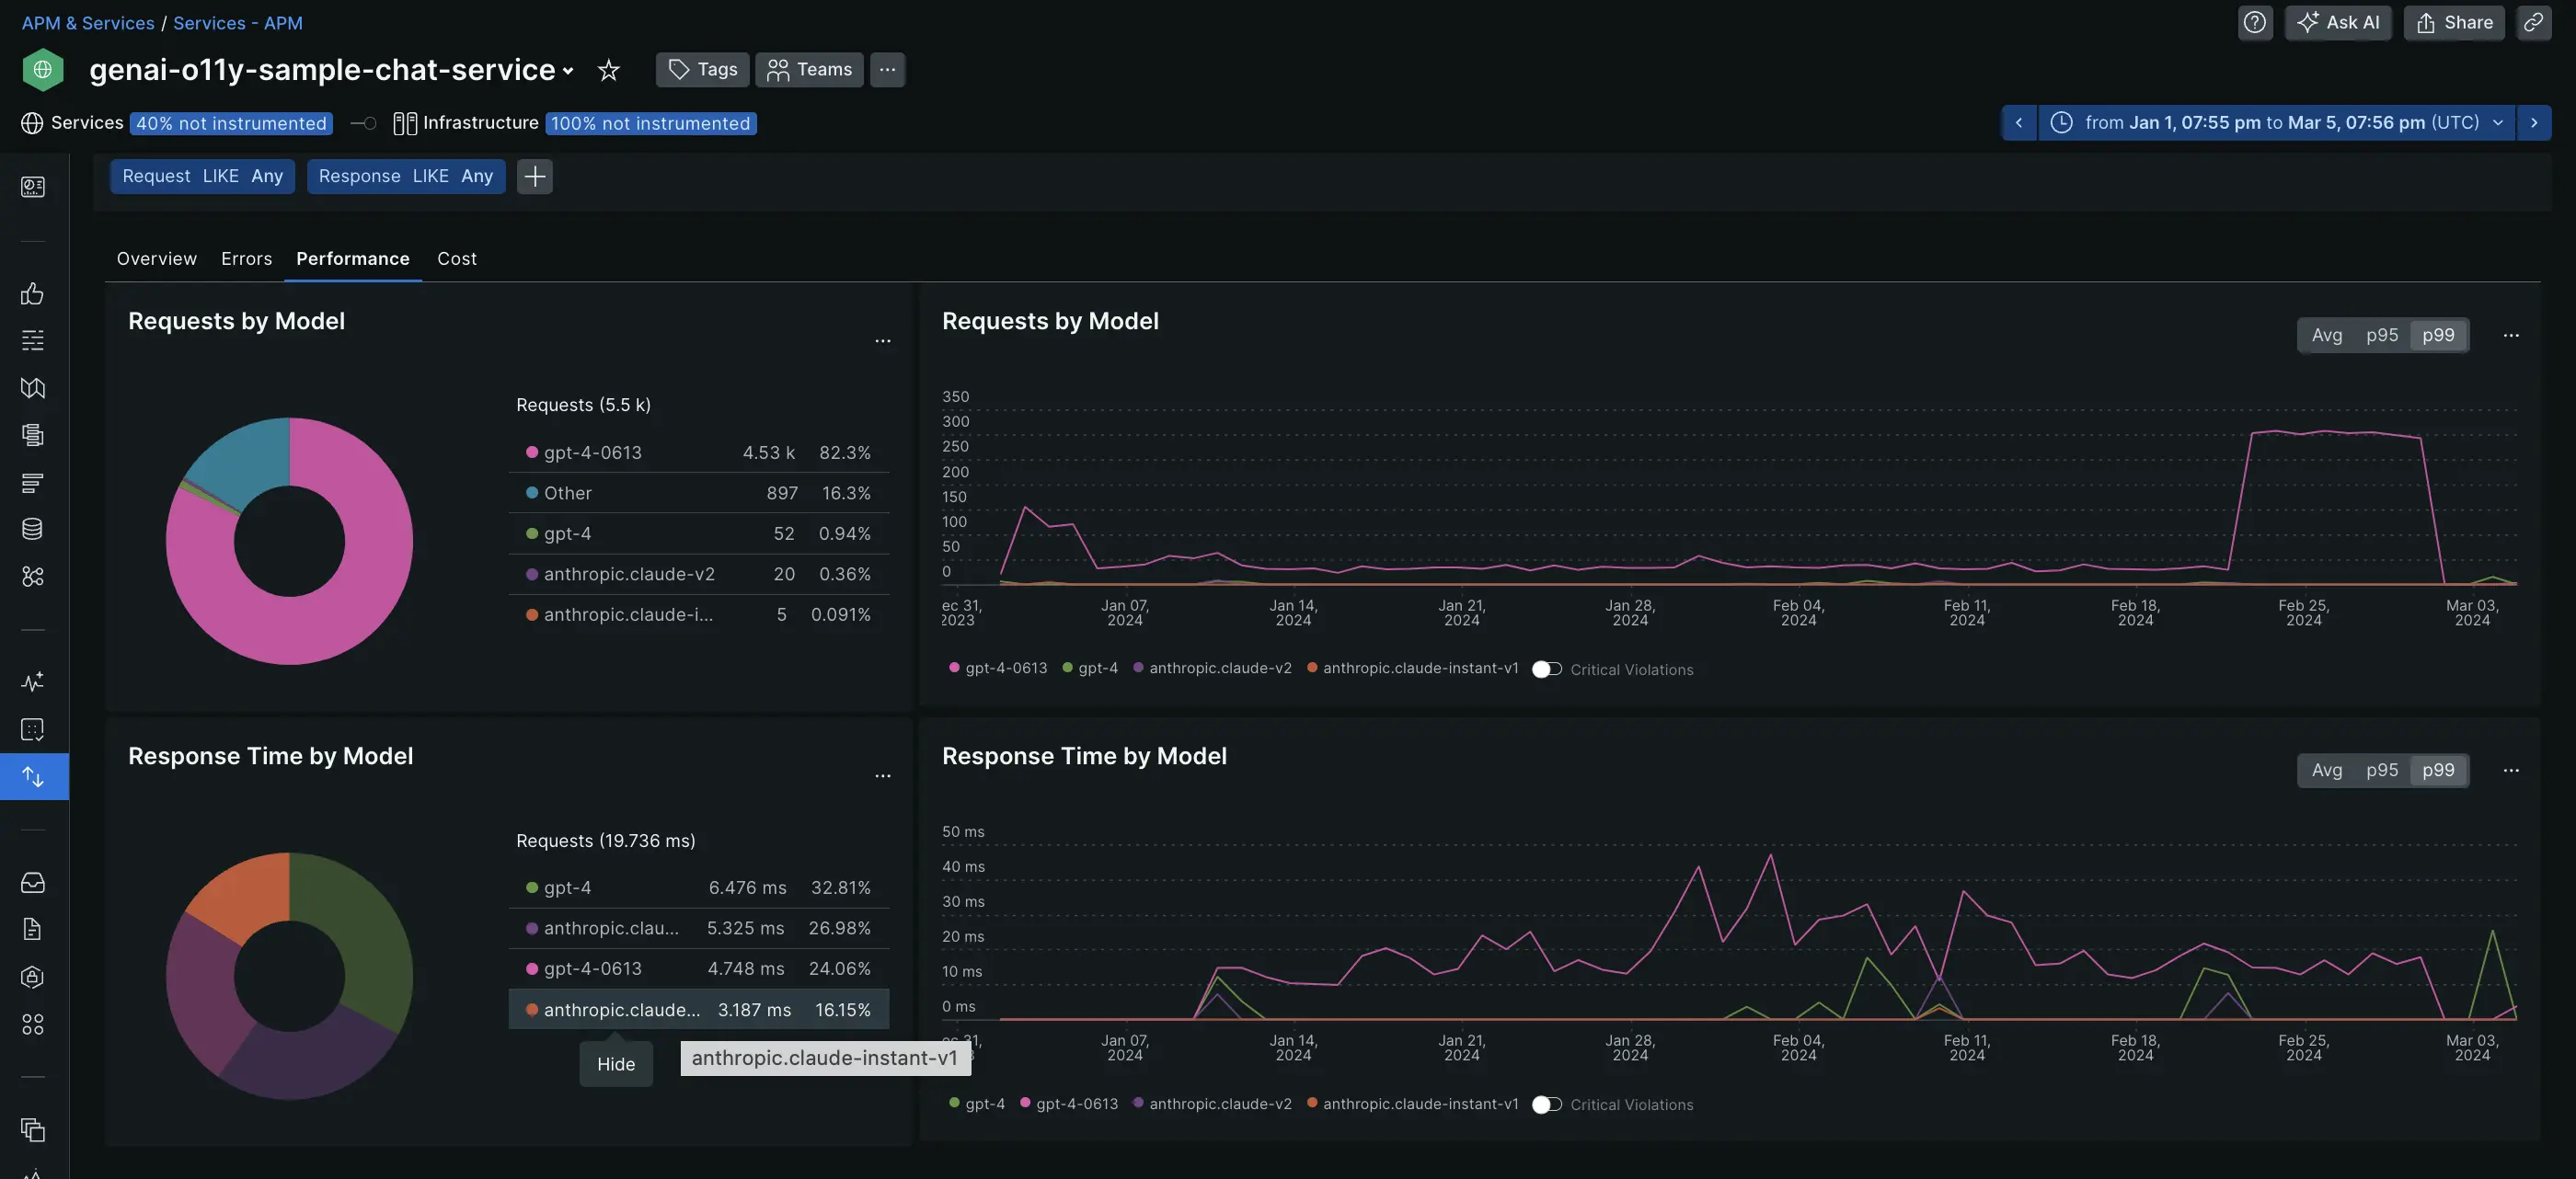 APM & Services / Services - APM
Ask AI
Share
genai-o11y-sample-chat-service
Tags
Teams
...
Services 40% not instrumented
Infrastructure 100% not instrumented
from Jan 1, 07:55 pm to Mar 5, 07:56 pm (UTC)
Request LIKE Any
Response LIKE Any
Overview
Errors
Performance
Cost
Requests by Model
...
Requests (5.5 k)
gpt-4-0613 4.53 k 82.3%
Other 897 16.3%
gpt-4 52 0.94%
anthropic.claude-v2 20 0.36%
anthropic.claude-i... 5 0.091%
Requests by Model
Avg p95 p99
...
350
300
250
200
150
100
50
0
ec 31, 2023
Jan 07, 2024
Jan 14, 2024
Jan 21, 2024
Jan 28, 2024
Feb 04, 2024
Feb 11, 2024
Feb 18, 2024
Feb 25, 2024
Mar 03, 2024
gpt-4-0613 gpt-4 anthropic.claude-v2 anthropic.claude-instant-v1 Critical Violations
Response Time by Model
...
Requests (19.736 ms)
gpt-4 6.476 ms 32.81%
anthropic.clau... 5.325 ms 26.98%
gpt-4-0613 4.748 ms 24.06%
anthropic.claude... 3.187 ms 16.15%
Hide
anthropic.claude-instant-v1
Response Time by Model
Avg p95 p99
...
50 ms
40 ms
30 ms
20 ms
10 ms
0 ms
31,
Jan 07, 2024
Jan 14, 2024
Jan 21, 2024
Jan 28, 2024
Feb 04, 2024
Feb 11, 2024
Feb 18, 2024
Feb 25, 2024
Mar 03, 2024
gpt-4 gpt-4-0613 anthropic.claude-v2 anthropic.claude-instant-v1 Critical Violations